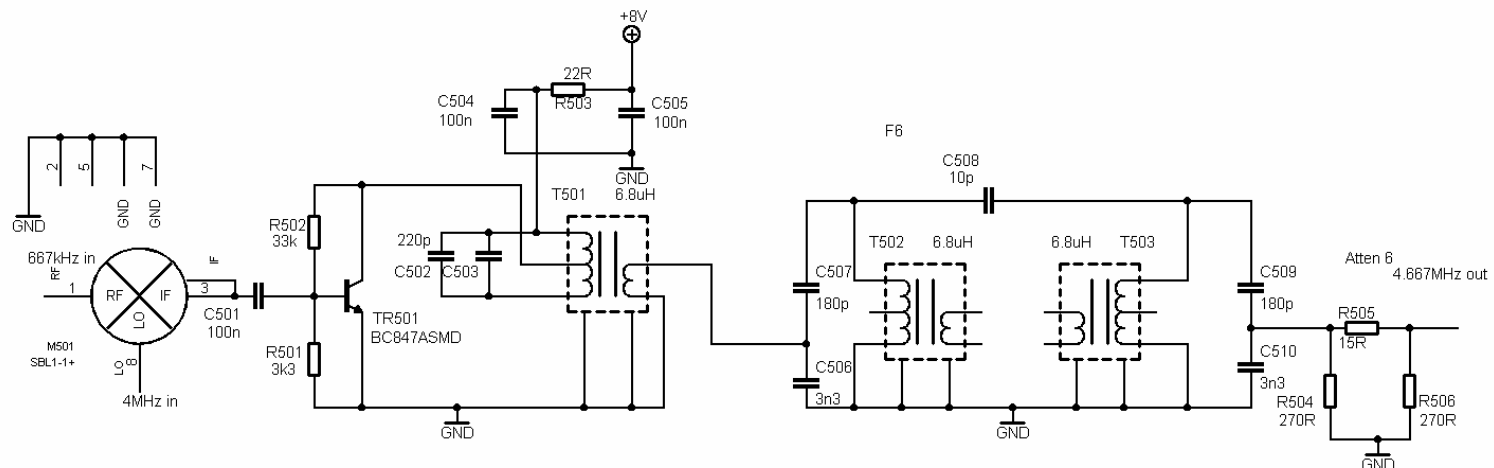 +8V
22R
R503
C504
100n
C505
100n
GND
F6
C508
10p
2
5
GND
7
GND
GND
T501
6.8uH
R502
33k
220p
C502
C503
T502
6.8uH
6.8uH
T503
667kHz in
RF
1
RF
IF
LO
IF
3
C501
100n
C507
180p
C509
180p
Atten 6
4.667MHz out
R505
15R
TR501
BC847ASMD
M501
SBL1-1+
LO
8
R501
3k3
C506
3n3
C510
3n3
R504
270R
R506
270R
4MHz in
GND
GND
GND